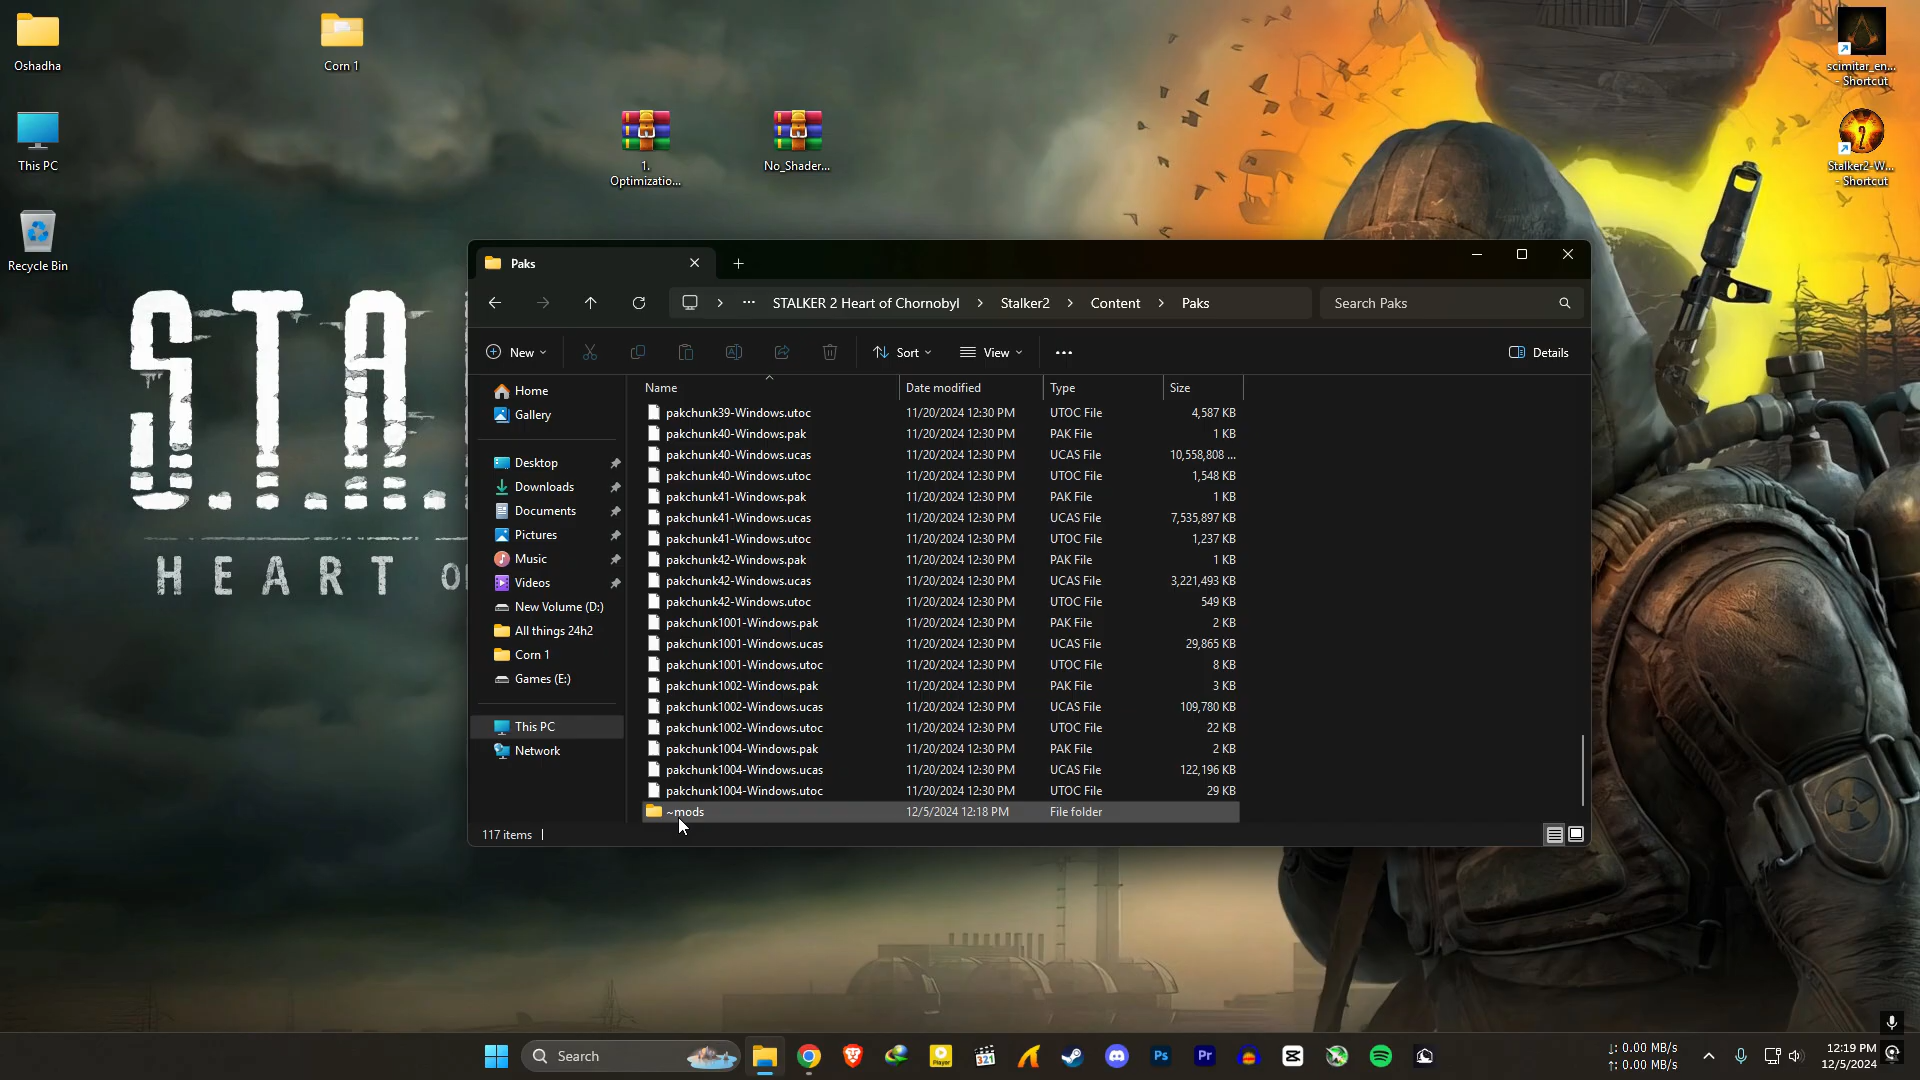 Oshadha
Corn 1
scimitar_en...
- Shortcut
This PC
1.
Optimizatio...
No_Shader...
Stalker2-W...
- Shortcut
Recycle Bin
S.T.A.
HEART
Paks
STALKER 2 Heart of Chornobyl
Stalker2
Content
Paks
Search Paks
New
Sort
View
Details
Home
Gallery
Desktop
Downloads
Documents
Pictures
Music
Videos
New Volume (D:)
All things 24h2
Corn 1
Games (E:)
This PC
Network
Name Date modified Type Size
pakchunk39-Windows.utoc 11/20/2024 12:30 PM UTOC File 4,587 KB
pakchunk40-Windows.pak 11/20/2024 12:30 PM PAK File 1 KB
pakchunk40-Windows.ucas 11/20/2024 12:30 PM UCAS File 10,558,808 ...
pakchunk40-Windows.utoc 11/20/2024 12:30 PM UTOC File 1,548 KB
pakchunk41-Windows.pak 11/20/2024 12:30 PM PAK File 1 KB
pakchunk41-Windows.ucas 11/20/2024 12:30 PM UCAS File 7,535,897 KB
pakchunk41-Windows.utoc 11/20/2024 12:30 PM UTOC File 1,237 KB
pakchunk42-Windows.pak 11/20/2024 12:30 PM PAK File 1 KB
pakchunk42-Windows.ucas 11/20/2024 12:30 PM UCAS File 3,221,493 KB
pakchunk42-Windows.utoc 11/20/2024 12:30 PM UTOC File 549 KB
pakchunk1001-Windows.pak 11/20/2024 12:30 PM PAK File 2 KB
pakchunk1001-Windows.ucas 11/20/2024 12:30 PM UCAS File 29,865 KB
pakchunk1001-Windows.utoc 11/20/2024 12:30 PM UTOC File 8 KB
pakchunk1002-Windows.pak 11/20/2024 12:30 PM PAK File 3 KB
pakchunk1002-Windows.ucas 11/20/2024 12:30 PM UCAS File 109,780 KB
pakchunk1002-Windows.utoc 11/20/2024 12:30 PM UTOC File 22 KB
pakchunk1004-Windows.pak 11/20/2024 12:30 PM PAK File 2 KB
pakchunk1004-Windows.ucas 11/20/2024 12:30 PM UCAS File 122,196 KB
pakchunk1004-Windows.utoc 11/20/2024 12:30 PM UTOC File 29 KB
~mods 12/5/2024 12:18 PM File folder
117 items
Search
Player
321
Ps
Pr
↓: 0.00 MB/s
↑: 0.00 MB/s
12:19 PM
12/5/2024